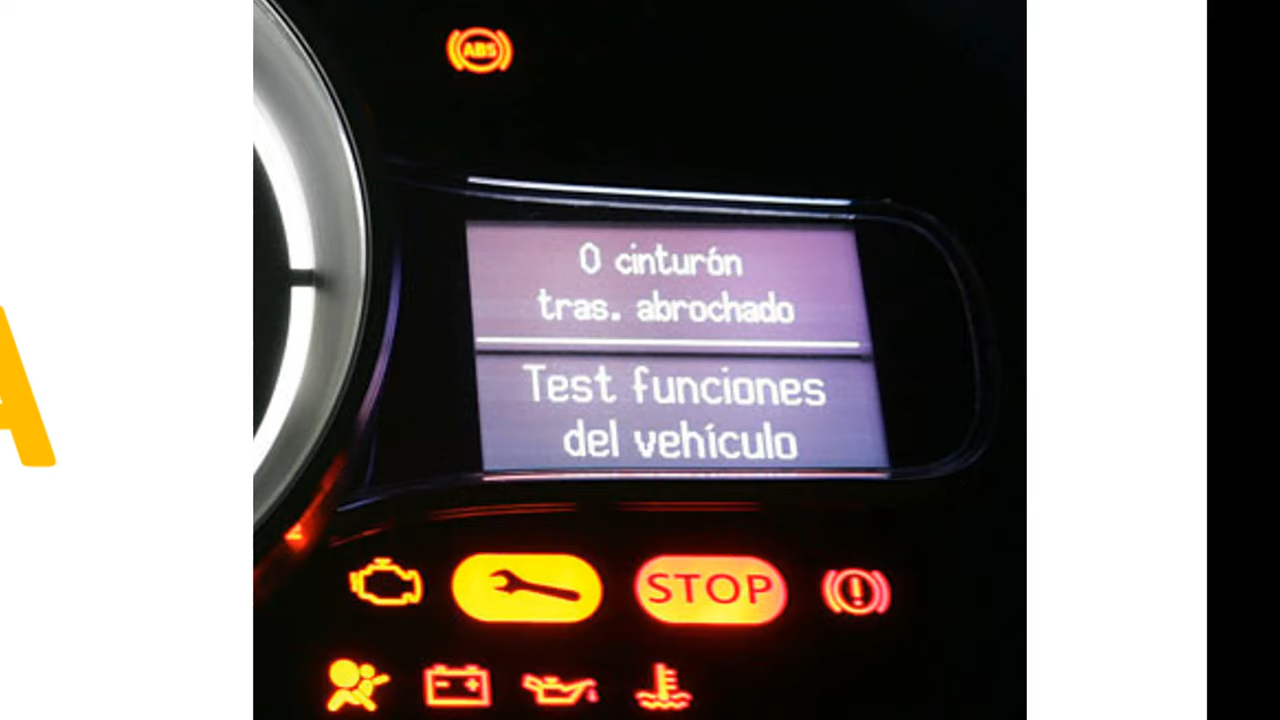 A
ABS
0 cinturón
tras. abrochado
Test funciones
del vehículo
STOP